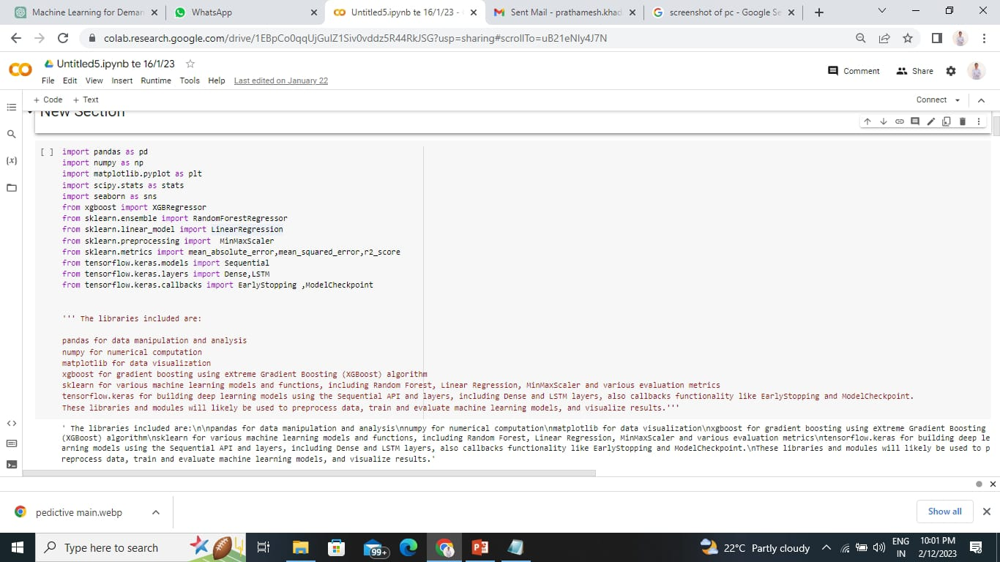 Machine Learning for Deman
WhatsApp
Untitled5.ipynb te 16/1/23 -
Sent Mail - prathamesh.khad
screenshot of pc - Google Se
colab.research.google.com/drive/1EBpCo0qqUjGulZ1Siv0vddz5R44RkJSG?usp=sharing#scrollTo=uB21eNly4J7N
CO
Untitled5.ipynb te 16/1/23
File Edit View Insert Runtime Tools Help Last edited on January 22
Comment Share
+ Code + Text
Connect
New Section
[ ] import pandas as pd
import numpy as np
import matplotlib.pyplot as plt
import scipy.stats as stats
import seaborn as sns
from xgboost import XGBRegressor
from sklearn.ensemble import RandomForestRegressor
from sklearn.linear_model import LinearRegression
from sklearn.preprocessing import  MinMaxScaler
from sklearn.metrics import mean_absolute_error,mean_squared_error,r2_score
from tensorflow.keras.models import Sequential
from tensorflow.keras.layers import Dense,LSTM
from tensorflow.keras.callbacks import EarlyStopping ,ModelCheckpoint
''' The libraries included are:
pandas for data manipulation and analysis
numpy for numerical computation
matplotlib for data visualization
xgboost for gradient boosting using eXtreme Gradient Boosting (XGBoost) algorithm
sklearn for various machine learning models and functions, including Random Forest, Linear Regression, MinMaxScaler and various evaluation metrics
tensorflow.keras for building deep learning models using the Sequential API and layers, including Dense and LSTM layers, also callbacks functionality like EarlyStopping and ModelCheckpoint.
These libraries and modules will likely be used to preprocess data, train and evaluate machine learning models, and visualize results.'''
' The libraries included are:\n\npandas for data manipulation and analysis\nnumpy for numerical computation\nmatplotlib for data visualization\nxgboost for gradient boosting using eXtreme Gradient Boosting
(XGBoost) algorithm\nsklearn for various machine learning models and functions, including Random Forest, Linear Regression, MinMaxScaler and various evaluation metrics\ntensorflow.keras for building deep le
arning models using the Sequential API and layers, including Dense and LSTM layers, also callbacks functionality like EarlyStopping and ModelCheckpoint.\nThese libraries and modules will likely be used to p
reprocess data, train and evaluate machine learning models, and visualize results.'
pedictive main.webp
Show all
Type here to search
99+
22°C Partly cloudy
ENG
IN
10:01 PM
2/12/2023